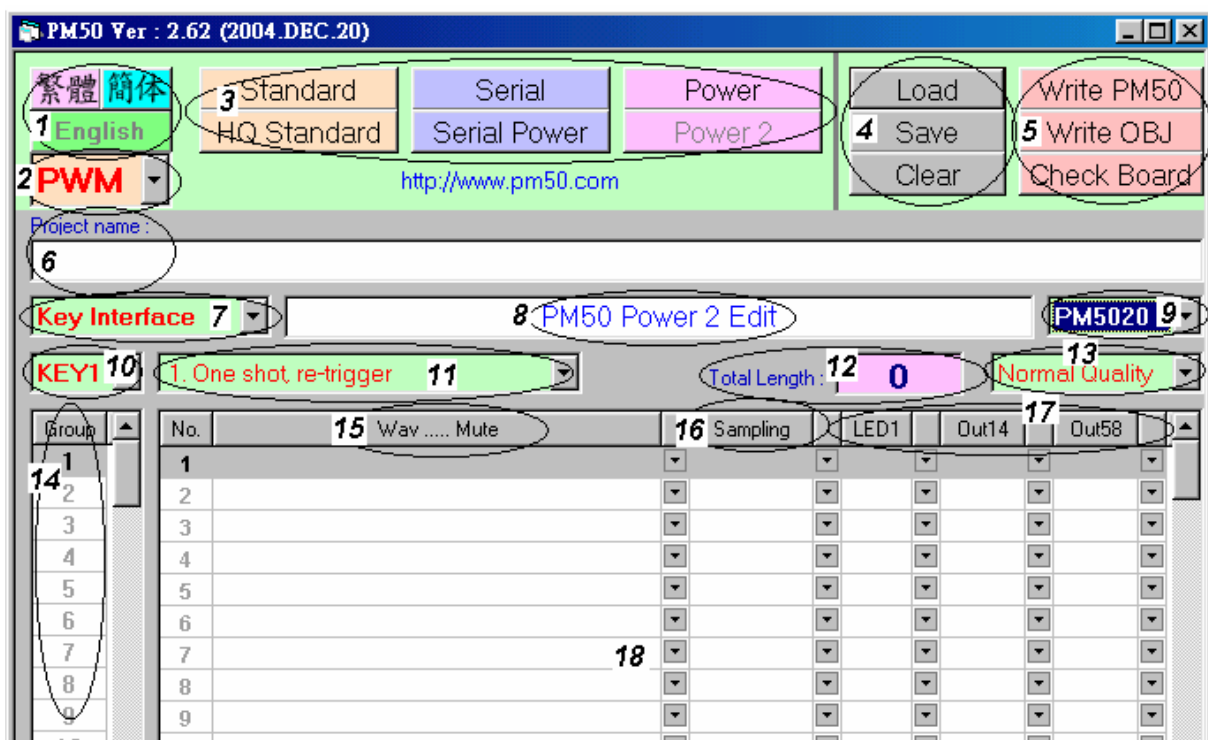 PM50 Ver : 2.62 (2004.DEC.20)
繁體 簡体 3 Standard Serial Power Load Write PM50
1 English HQ Standard Serial Power Power 2 4 Save 5 Write OBJ
2 PWM http://www.pm50.com Clear Check Board
Project name :
6
Key Interface 7 8 PM50 Power 2 Edit PM5020 9
KEY1 10 1. One shot, re-trigger 11 Total Length : 12 0 13 Normal Quality
Group No. 15 Wav ..... Mute 16 Sampling LED1 Out14 17 Out58
1 1
14 2 2
3 3
4 4
5 5
6 6
7 7 18
8 8
9 9